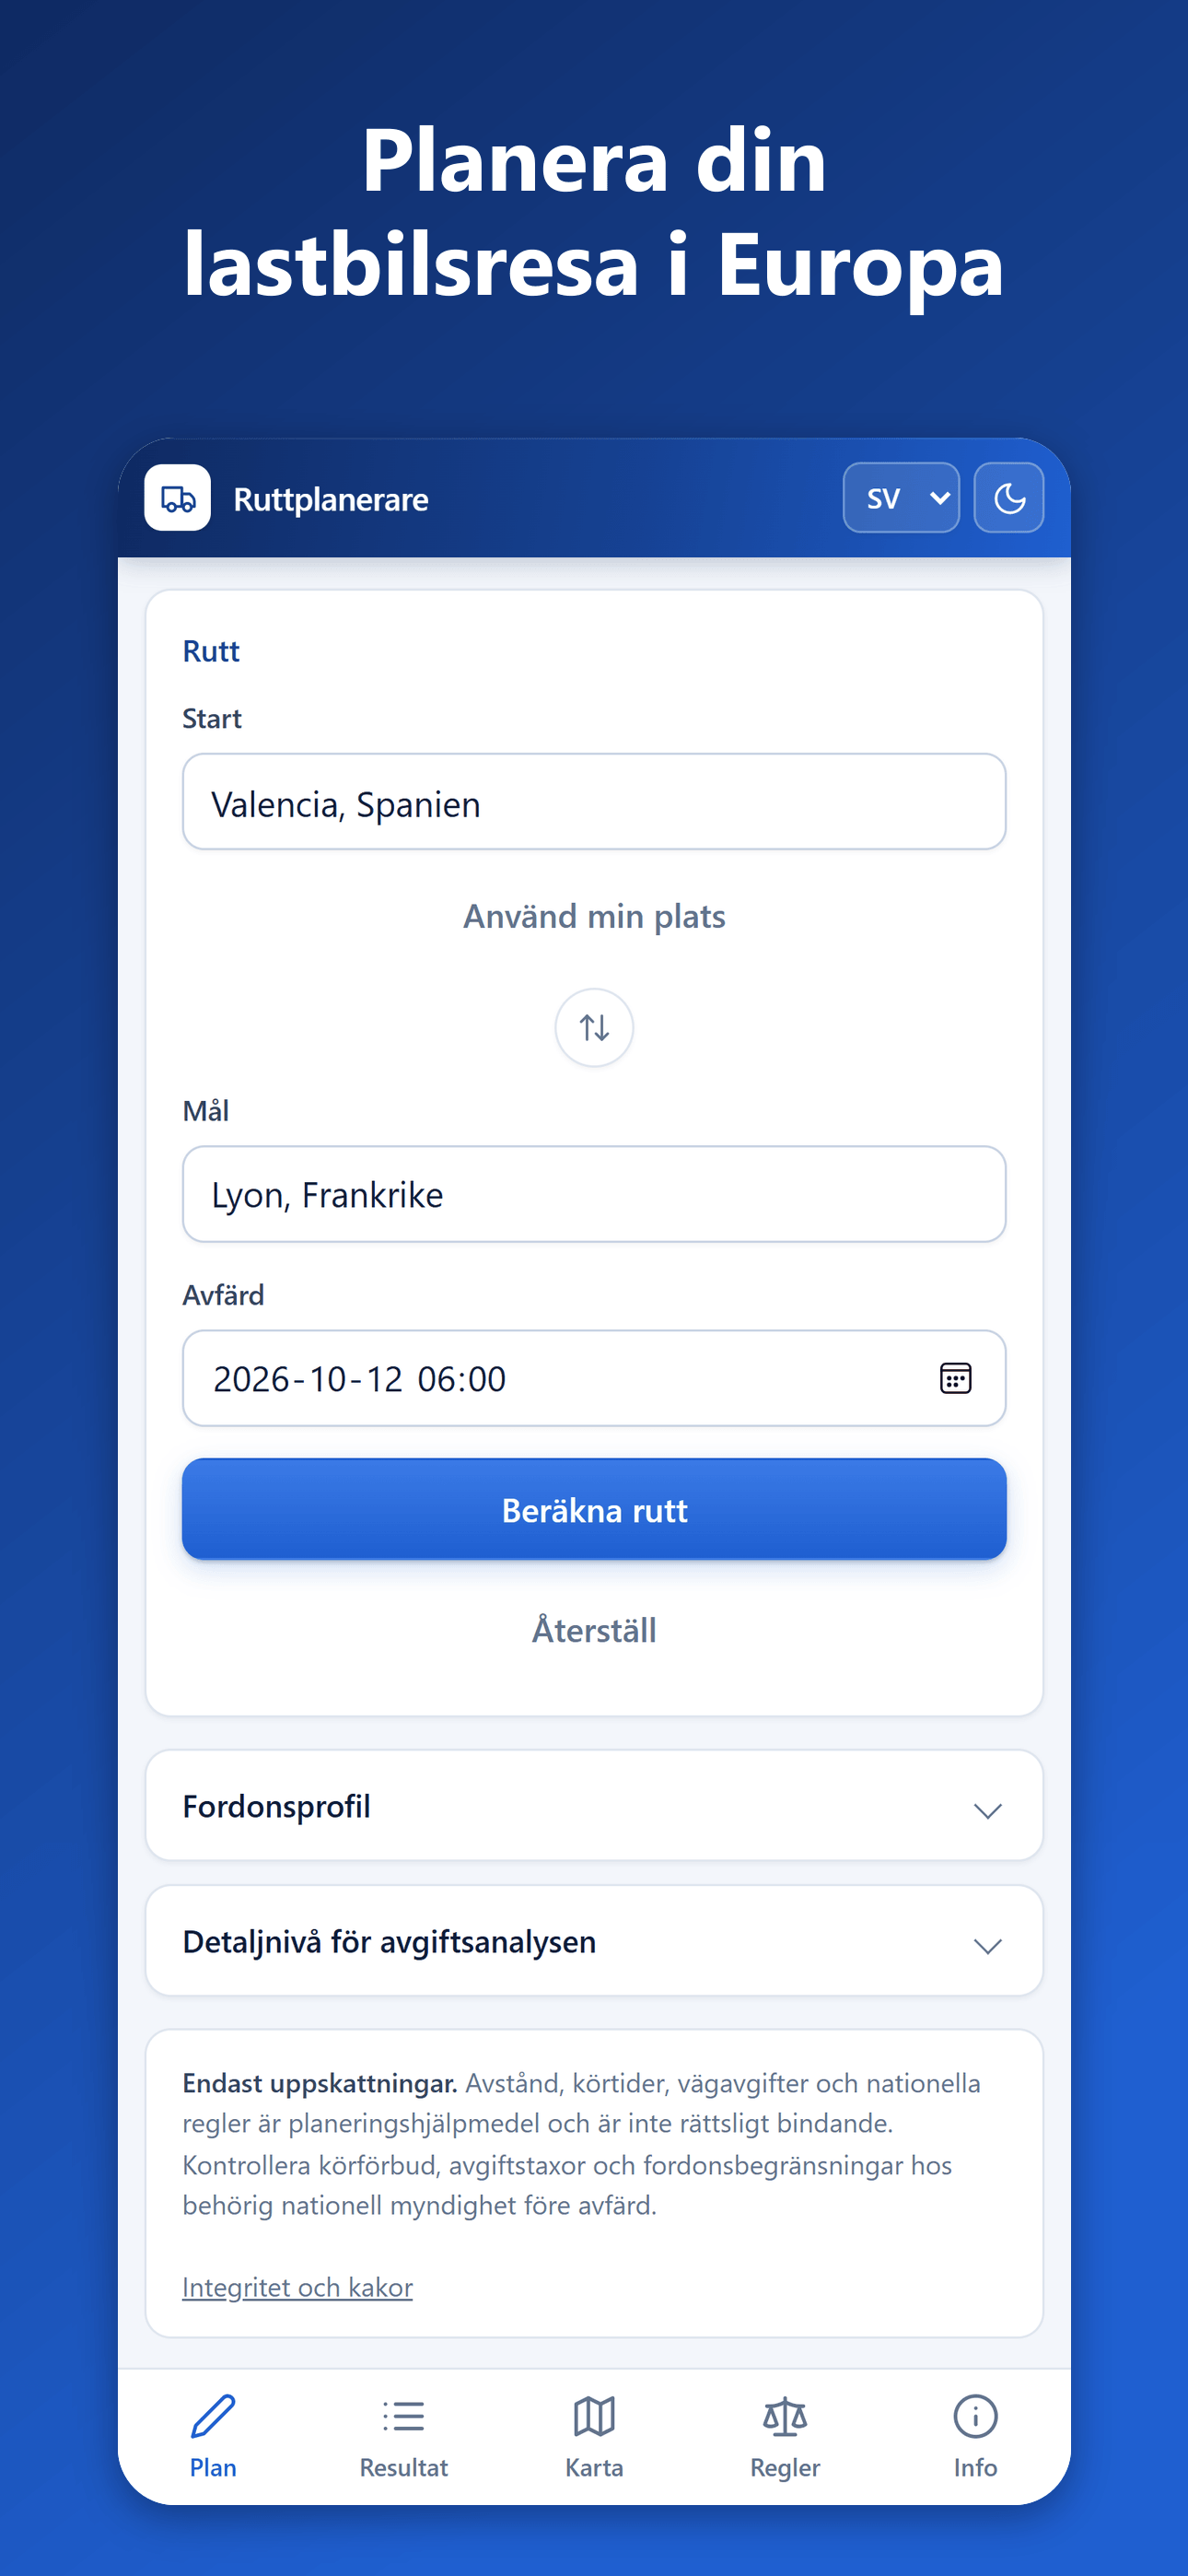 Planera din
lastbilsresa i Europa
Ruttplanerare
SV
Rutt
Start
Valencia, Spanien
Använd min plats
Mål
Lyon, Frankrike
Avfärd
2026-10-12 06:00
Beräkna rutt
Återställ
Fordonsprofil
Detaljnivå för avgiftsanalysen
Endast uppskattningar. Avstånd, körtider, vägavgifter och nationella
regler är planeringshjälpmedel och är inte rättsligt bindande.
Kontrollera körförbud, avgiftstaxor och fordonsbegränsningar hos
behörig nationell myndighet före avfärd.
Integritet och kakor
Plan
Resultat
Karta
Regler
Info